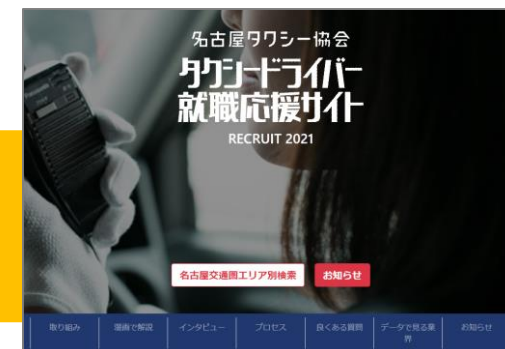 名古屋タクシー協会
タクシードライバー
就職応援サイト
RECRUIT 2021
名古屋交通圏エリア別検索
お知らせ
取り組み
漫画で解説
インタビュー
プロセス
良くある質問
データで見る業
界
お知らせ